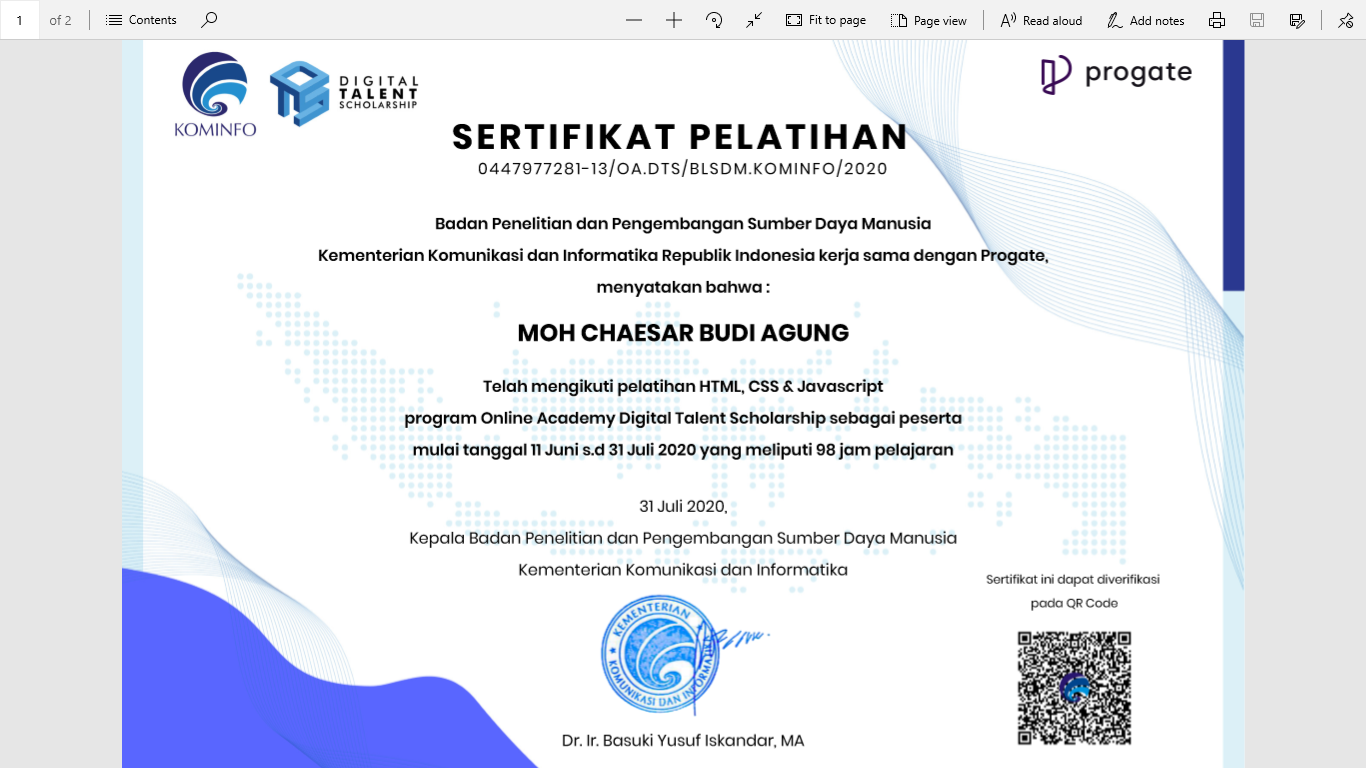 1 of 2 Contents Fit to page Page view Read aloud Add notes
KOMINFO
DIGITAL
TALENT
SCHOLARSHIP
progate
SERTIFIKAT PELATIHAN
0447977281-13/OA.DTS/BLSDM.KOMINFO/2020
Badan Penelitian dan Pengembangan Sumber Daya Manusia
Kementerian Komunikasi dan Informatika Republik Indonesia kerja sama dengan Progate,
menyatakan bahwa :
MOH CHAESAR BUDI AGUNG
Telah mengikuti pelatihan HTML, CSS & Javascript
program Online Academy Digital Talent Scholarship sebagai peserta
mulai tanggal 11 Juni s.d 31 Juli 2020 yang meliputi 98 jam pelajaran
31 Juli 2020,
Kepala Badan Penelitian dan Pengembangan Sumber Daya Manusia
Kementerian Komunikasi dan Informatika
Sertifikat ini dapat diverifikasi
pada QR Code
KEMENTERIAN
KOMUNIKASI DAN INFORMATIKA
Dr. Ir. Basuki Yusuf Iskandar, MA